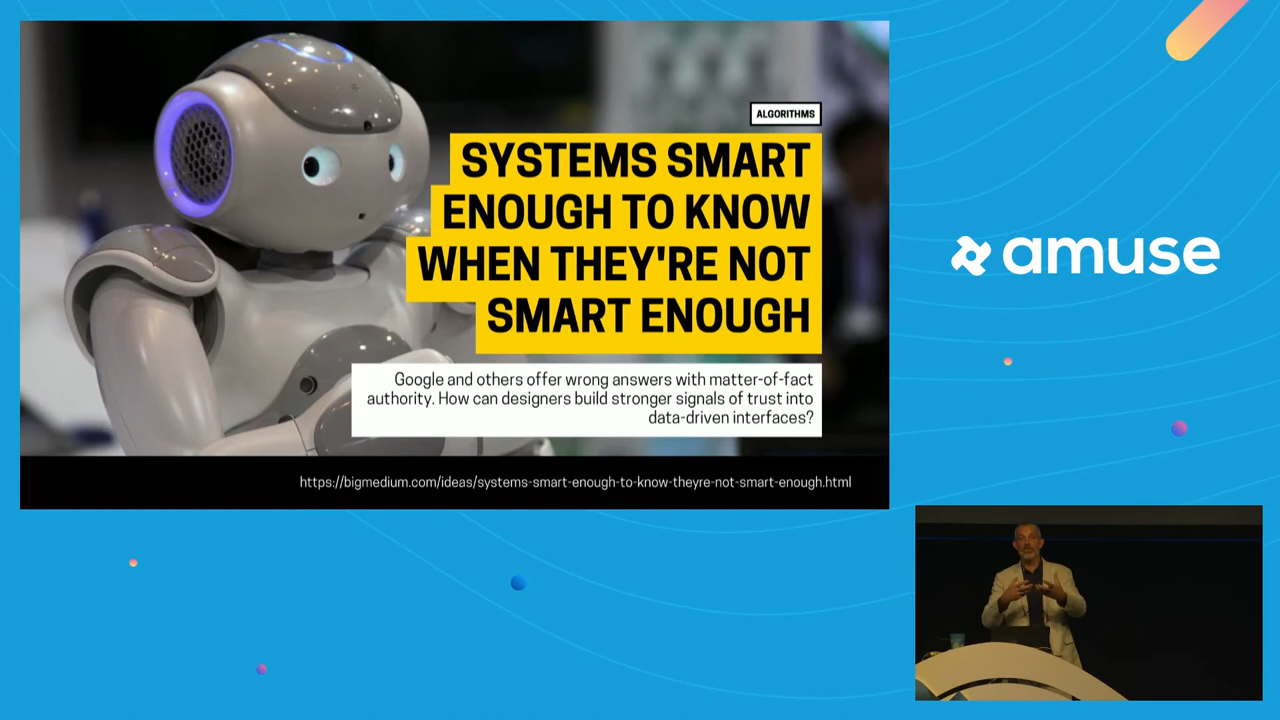 ALGORITHMS
SYSTEMS SMART
ENOUGH TO KNOW
WHEN THEY'RE NOT
SMART ENOUGH
Google and others offer wrong answers with matter-of-fact
authority. How can designers build stronger signals of trust into
data-driven interfaces?
https://bigmedium.com/ideas/systems-smart-enough-to-know-theyre-not-smart-enough.html
amuse